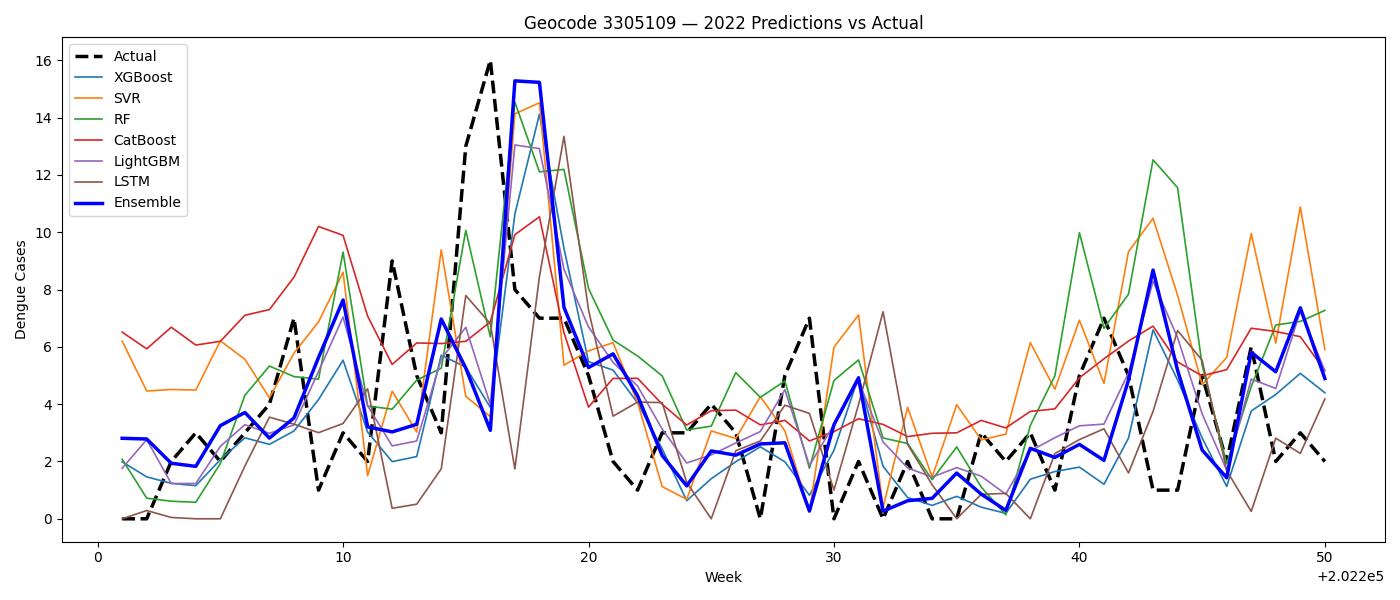 Geocode 3305109 — 2022 Predictions vs Actual
Actual
XGBoost
SVR
RF
CatBoost
LightGBM
LSTM
Ensemble
Dengue Cases
16
14
12
10
8
6
4
2
0
0 10 20 30 40 50
Week
+2.022e5